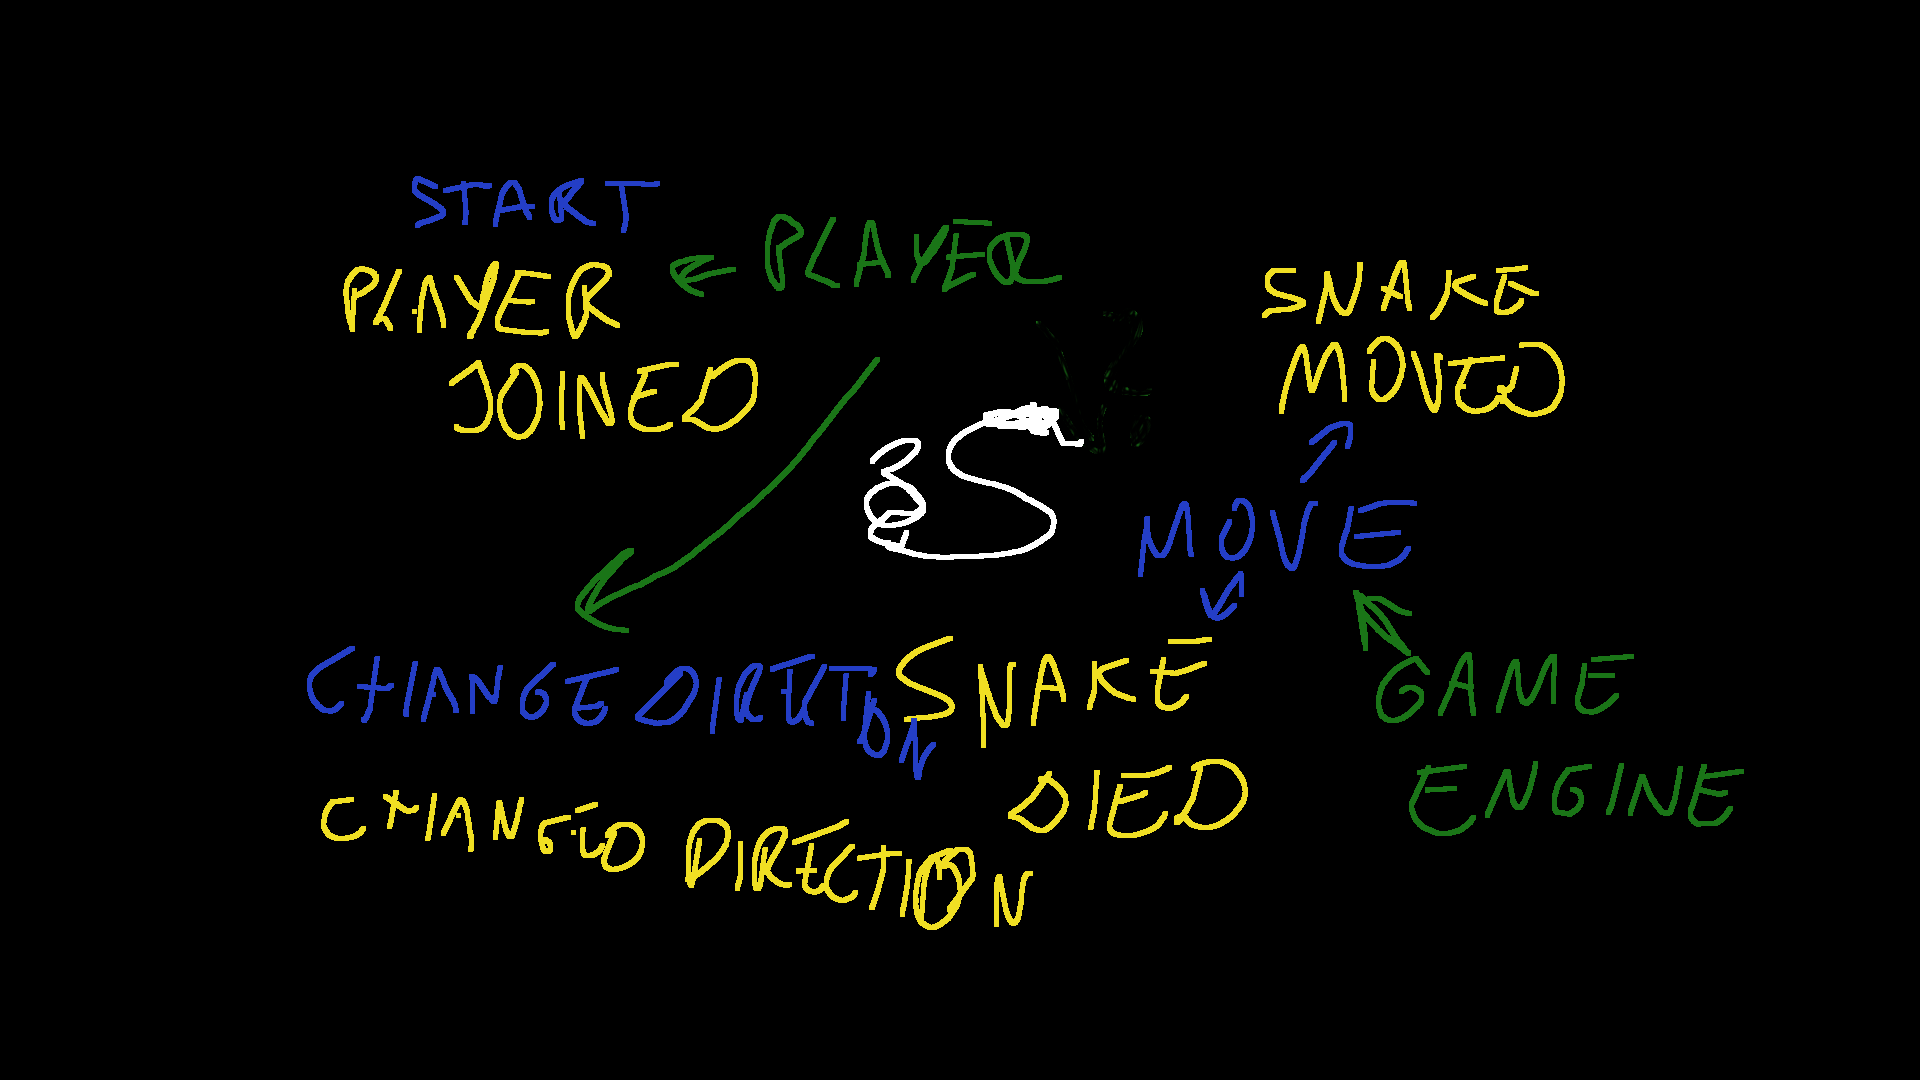 START
PLAYER
JOINED
PLAYER
SNAKE
MOVED
MOVE
GAME
ENGINE
CHANGE DIRECTION
CHANGED DIRECTION
SNAKE
DIED